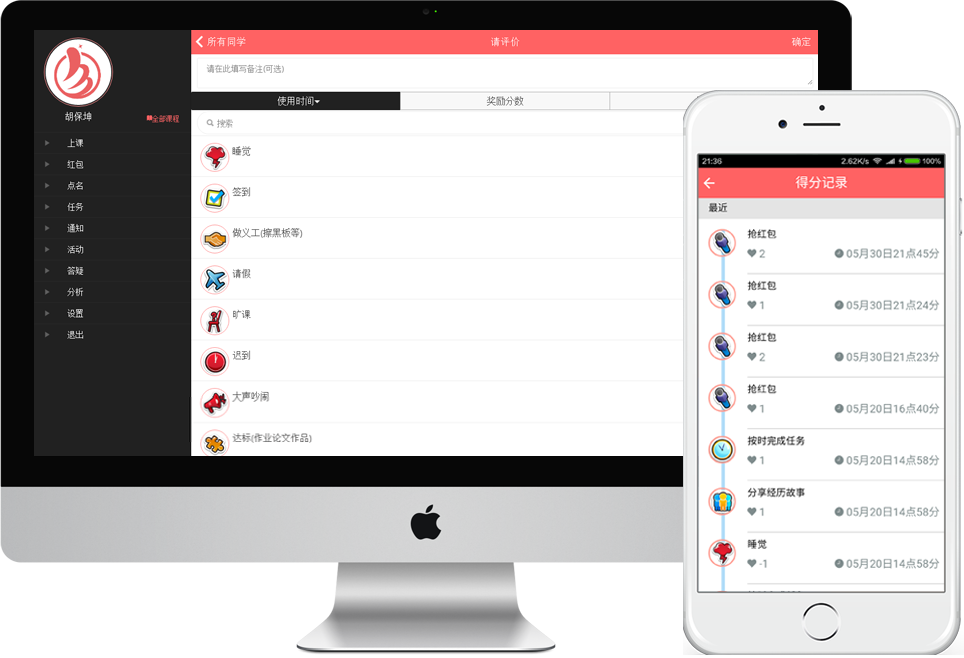 所有同学
请评价
确定
请在此填写备注(可选)
胡保坤
全部课程
使用时间
奖励分数
搜索
上课
红包
点名
任务
通知
活动
答疑
分析
设置
退出
睡觉
签到
做义工(擦黑板等)
请假
旷课
迟到
大声吵闹
达标(作业论文作品)
21:36
2.62K/s
100%
得分记录
最近
抢红包
2
05月30日21点45分
抢红包
1
05月30日21点24分
抢红包
2
05月30日21点23分
抢红包
1
05月20日16点40分
按时完成任务
1
05月20日14点58分
分享经历故事
1
05月20日14点58分
睡觉
-1
05月20日14点58分